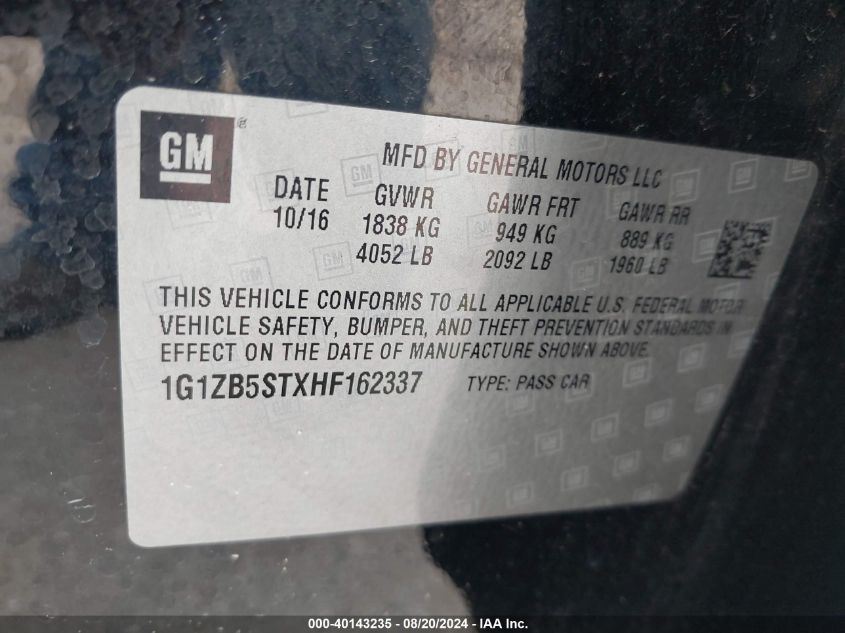 GM®
MFD BY GENERAL MOTORS LLC
DATE GVWR GAWR FRT GAWR RR
10/16 1838 KG 949 KG 889 KG
4052 LB 2092 LB 1960 LB
THIS VEHICLE CONFORMS TO ALL APPLICABLE U.S. FEDERAL MOTOR
VEHICLE SAFETY, BUMPER, AND THEFT PREVENTION STANDARDS IN
EFFECT ON THE DATE OF MANUFACTURE SHOWN ABOVE.
1G1ZB5STXHF162337 TYPE: PASS CAR
000-40143235 - 08/20/2024 - IAA Inc.